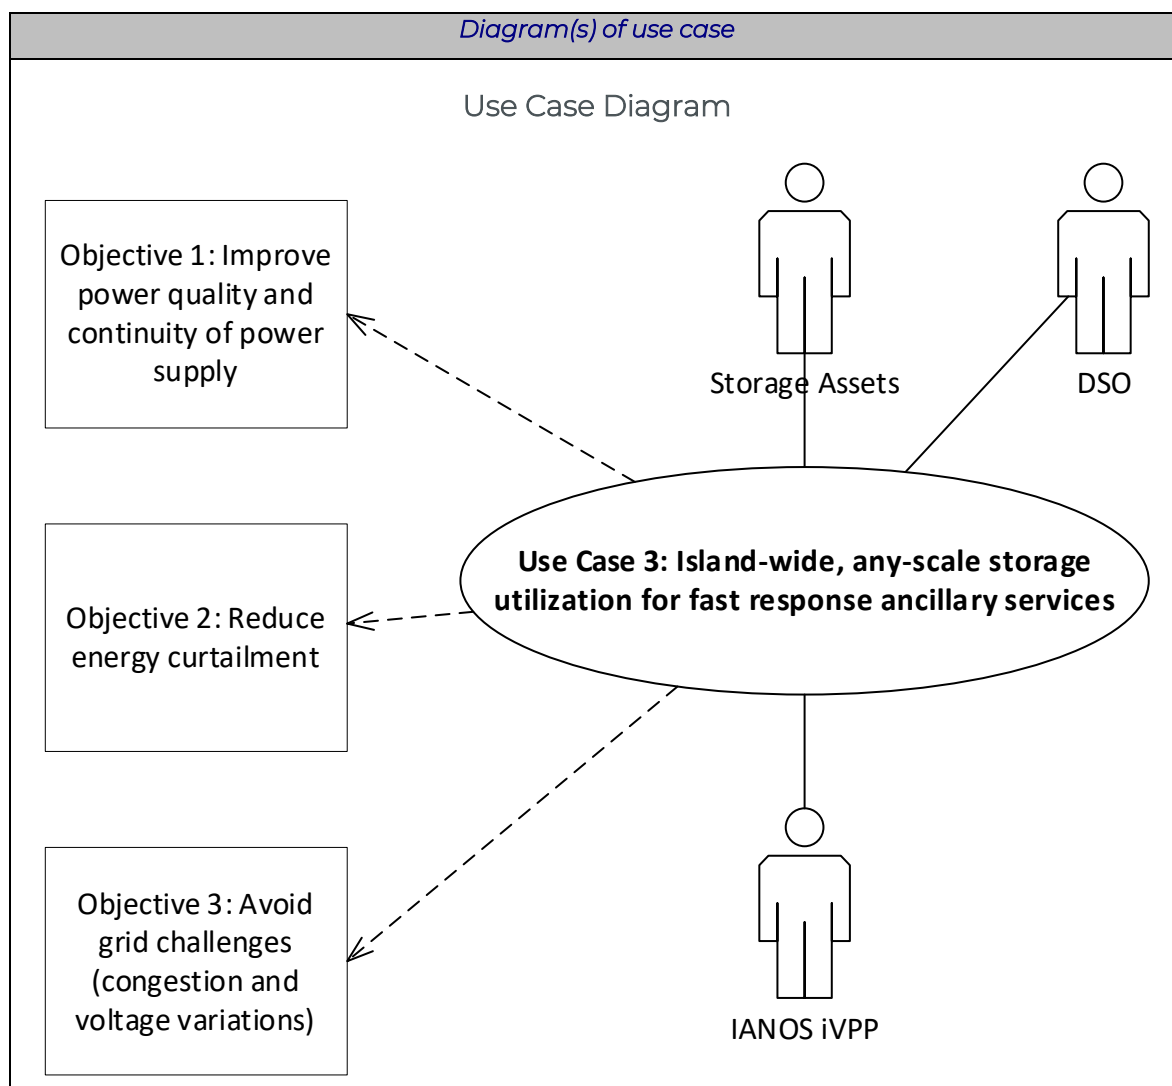 Diagram(s) of use case
Use Case Diagram
Objective 1: Improve
power quality and
continuity of power
supply
Storage Assets
DSO
Use Case 3: Island-wide, any-scale storage
utilization for fast response ancillary services
Objective 2: Reduce
energy curtailment
Objective 3: Avoid
grid challenges
(congestion and
voltage variations)
IANOS iVPP